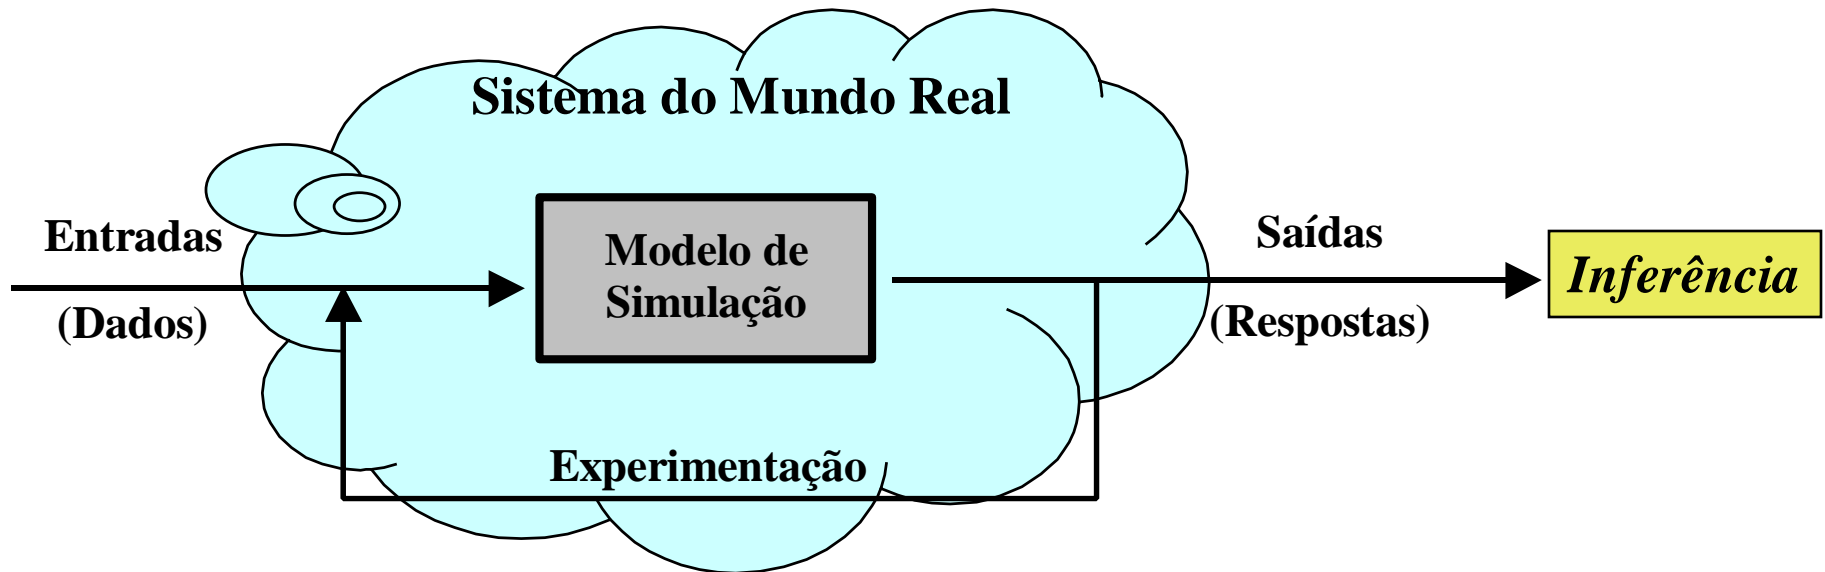 Sistema do Mundo Real
Entradas
(Dados)
Modelo de
Simulação
Saídas
(Respostas)
Inferência
Experimentação